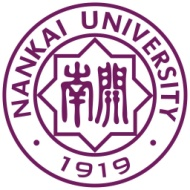 NANKAI UNIVERSITY
南開
· 1919 ·